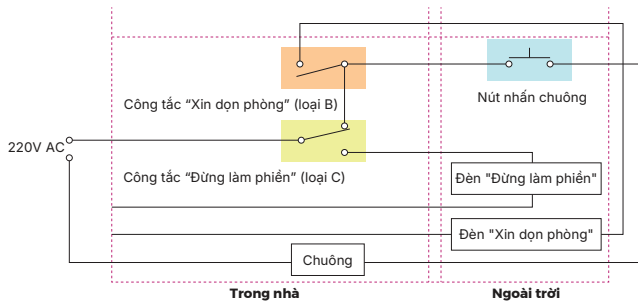 Công tắc “Xin dọn phòng” (loại B)
Nút nhấn chuông
220V AC
Công tắc “Đừng làm phiền” (loại C)
Đèn "Đừng làm phiền"
Đèn "Xin dọn phòng"
Chuông
Trong nhà
Ngoài trời